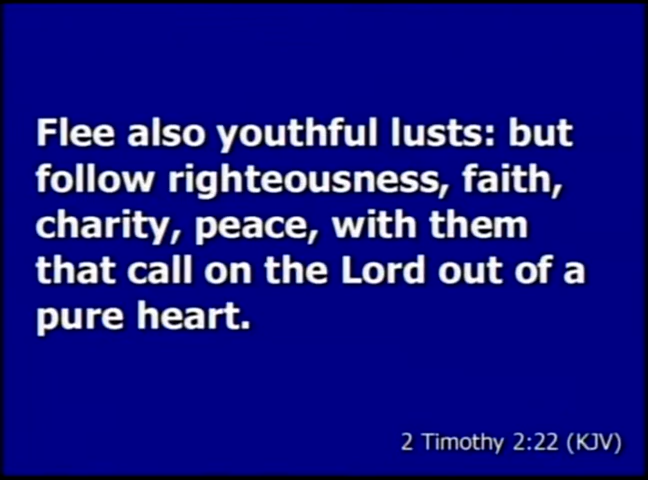 Flee also youthful lusts: but
follow righteousness, faith,
charity, peace, with them
that call on the Lord out of a
pure heart.
2 Timothy 2:22 (KJV)